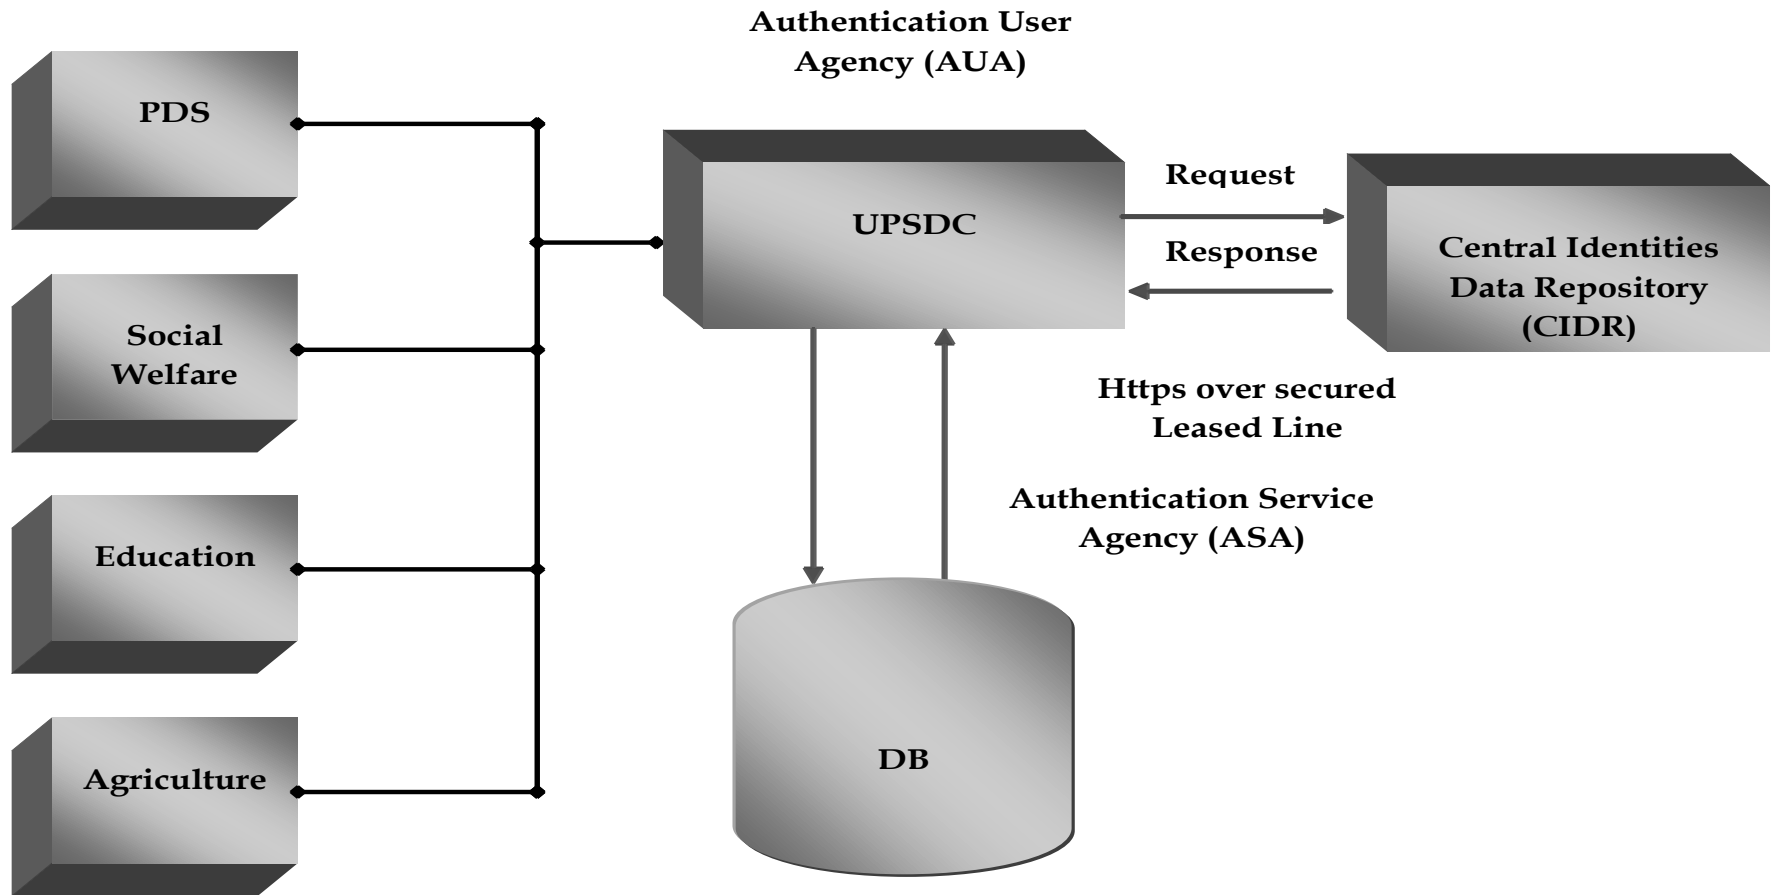 Authentication User
Agency (AUA)
PDS
Request
UPSDC
Response
Central Identities
Data Repository
(CIDR)
Social
Welfare
Https over secured
Leased Line
Authentication Service
Agency (ASA)
Education
DB
Agriculture